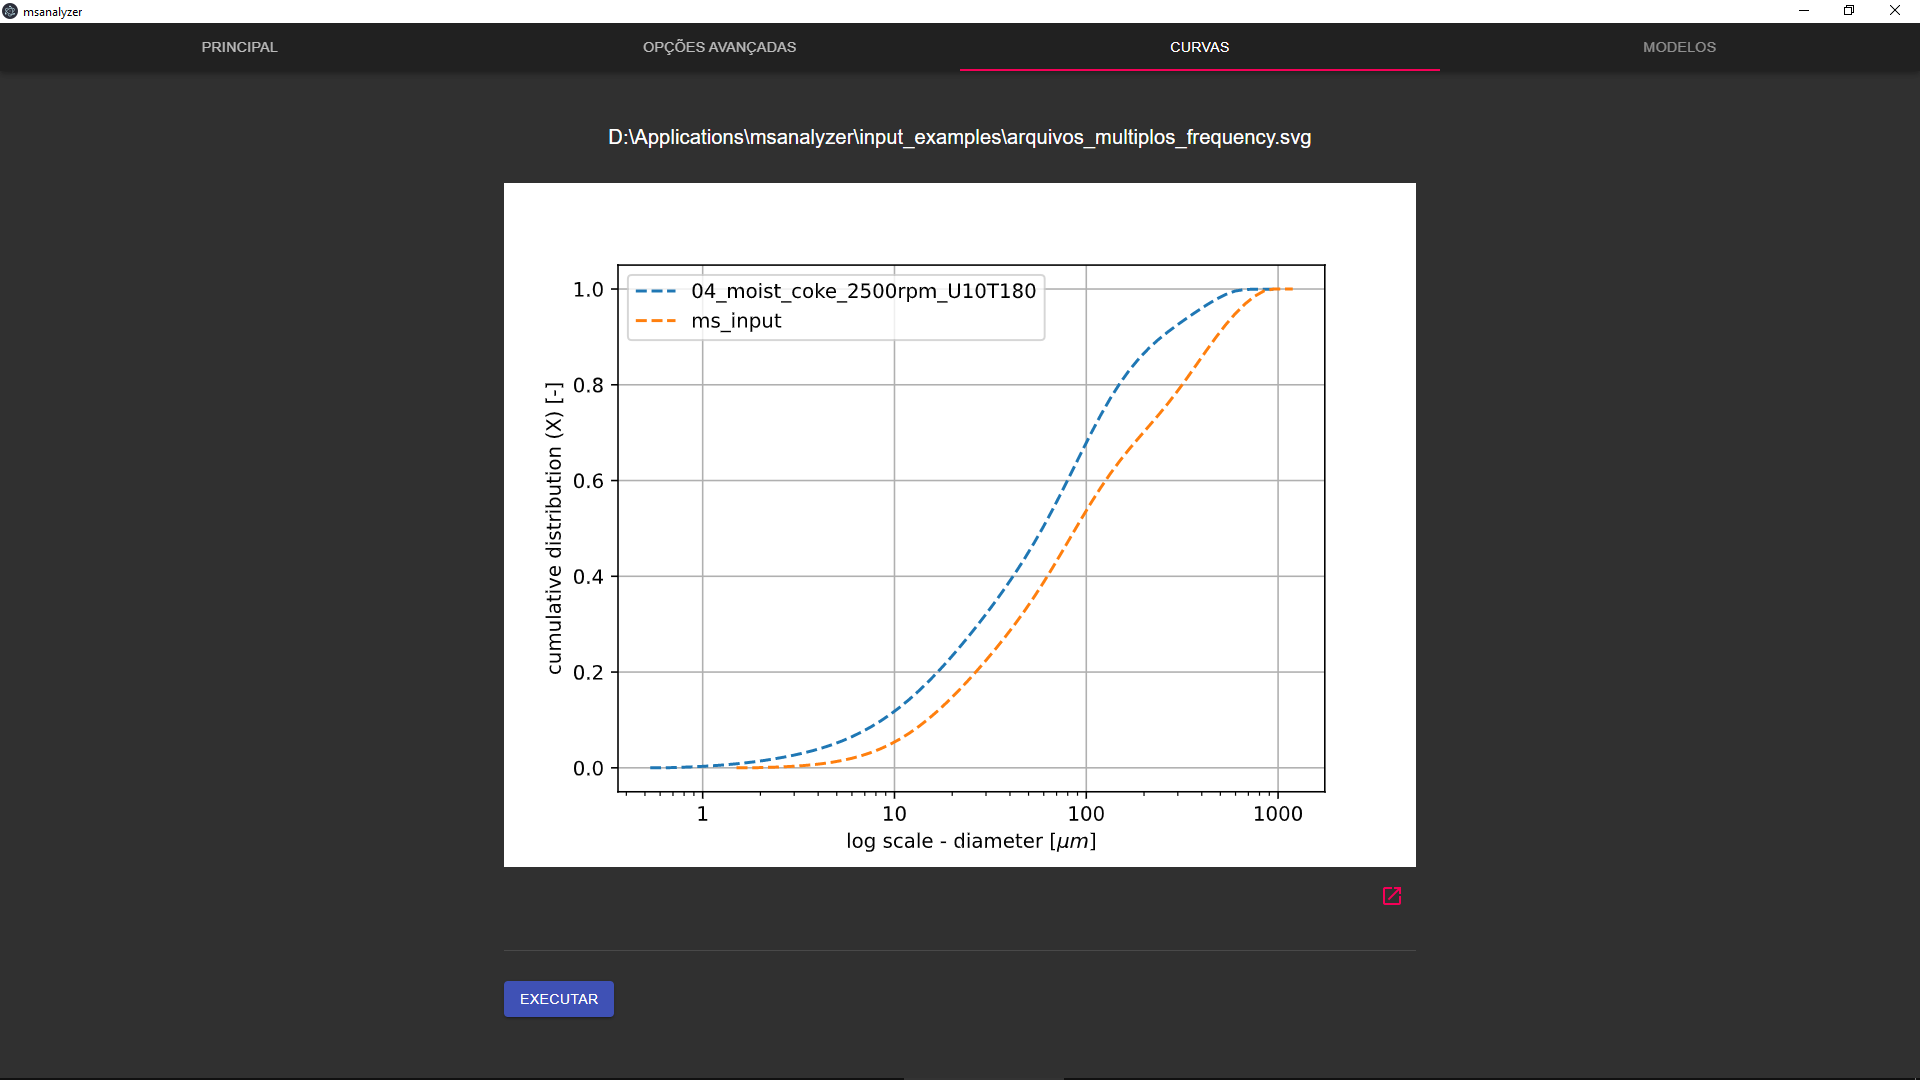 msanalyzer
PRINCIPAL
OPÇÕES AVANÇADAS
CURVAS
MODELOS
D:\Applications\msanalyzer\input_examples\arquivos_multiplos_frequency.svg
04_moist_coke_2500rpm_U10T180
ms_input
cumulative distribution (X) [-]
1.0
0.8
0.6
0.4
0.2
0.0
1 10 100 1000
log scale - diameter [μm]
EXECUTAR